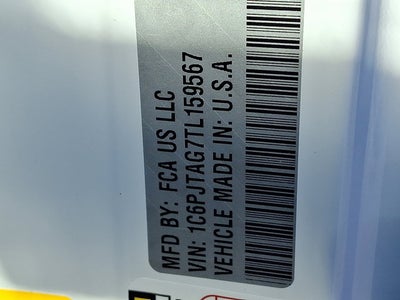 MFD BY: FCA US LLC
VIN: 1C6PJTAG7TL159567
VEHICLE MADE IN: U.S.A.